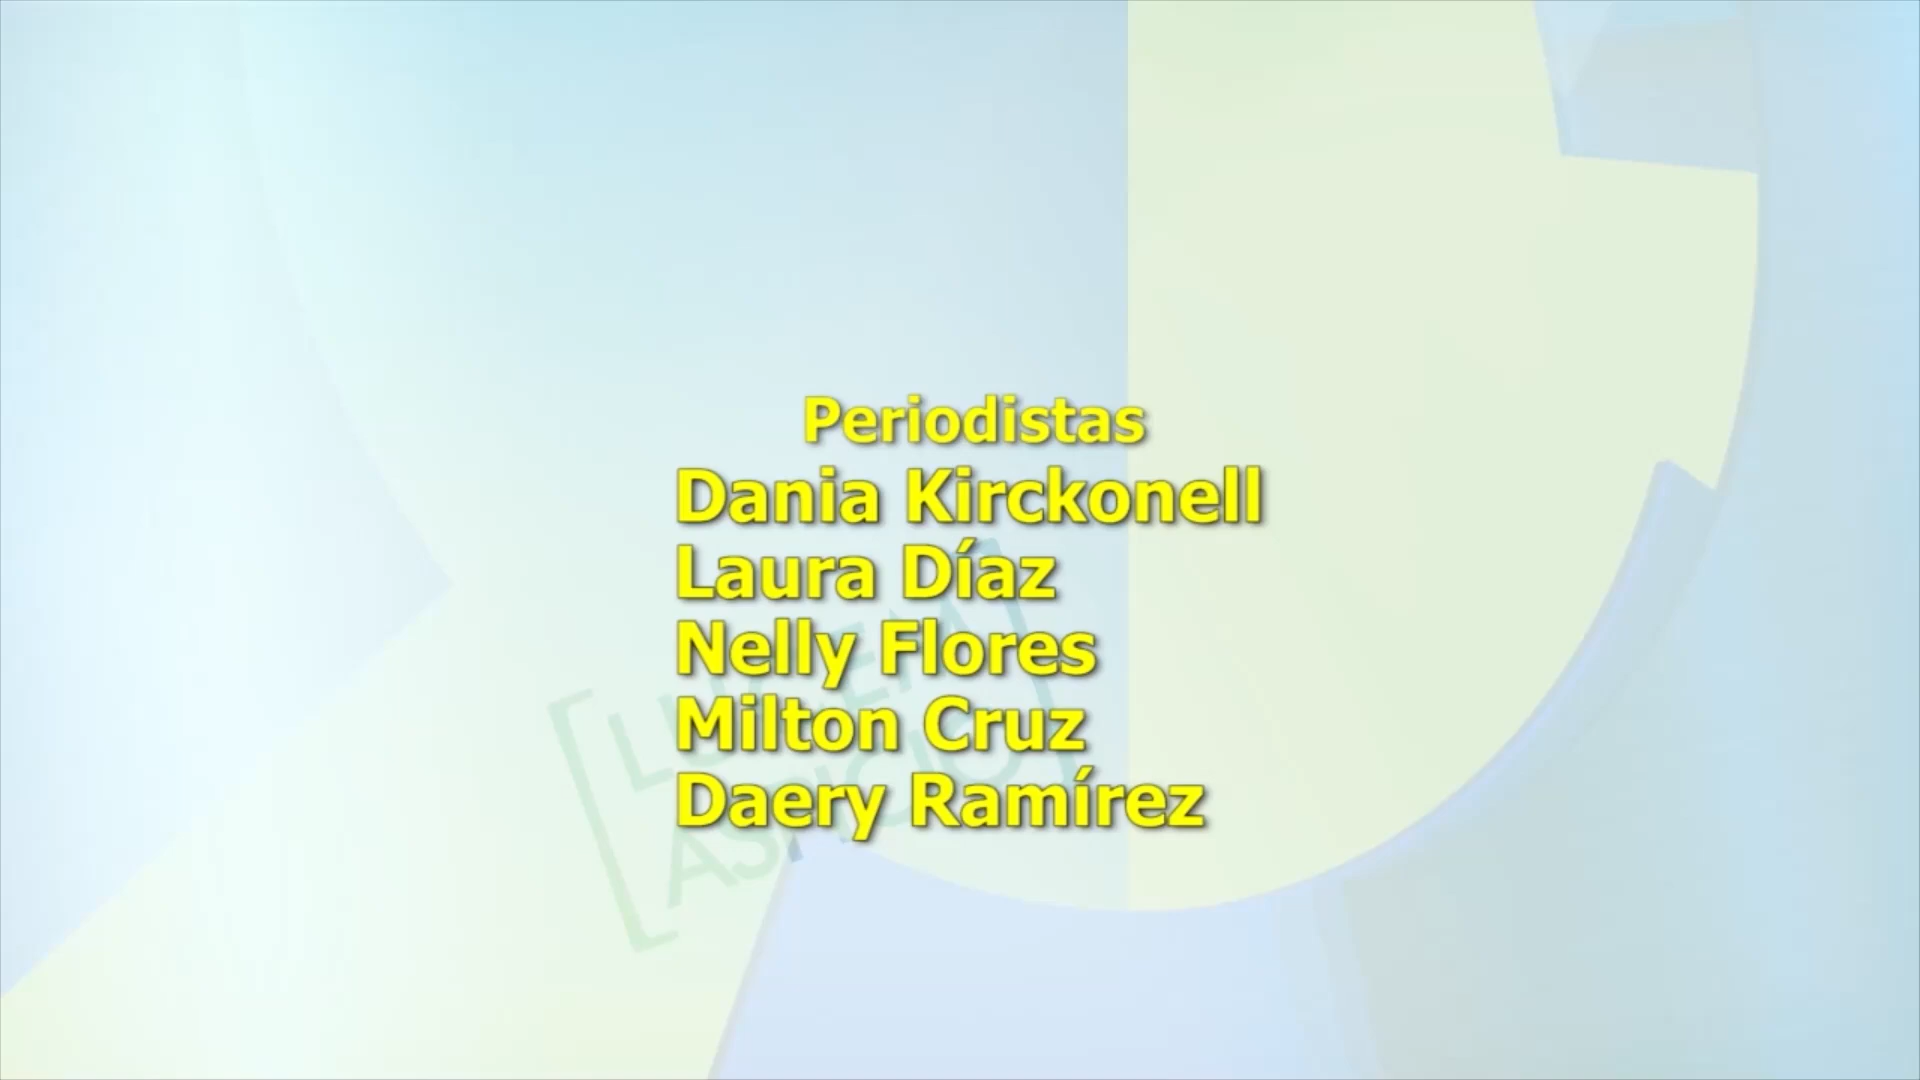 Periodistas
Dania Kirckonell
Laura Díaz
Nelly Flores
Milton Cruz
Daery Ramírez